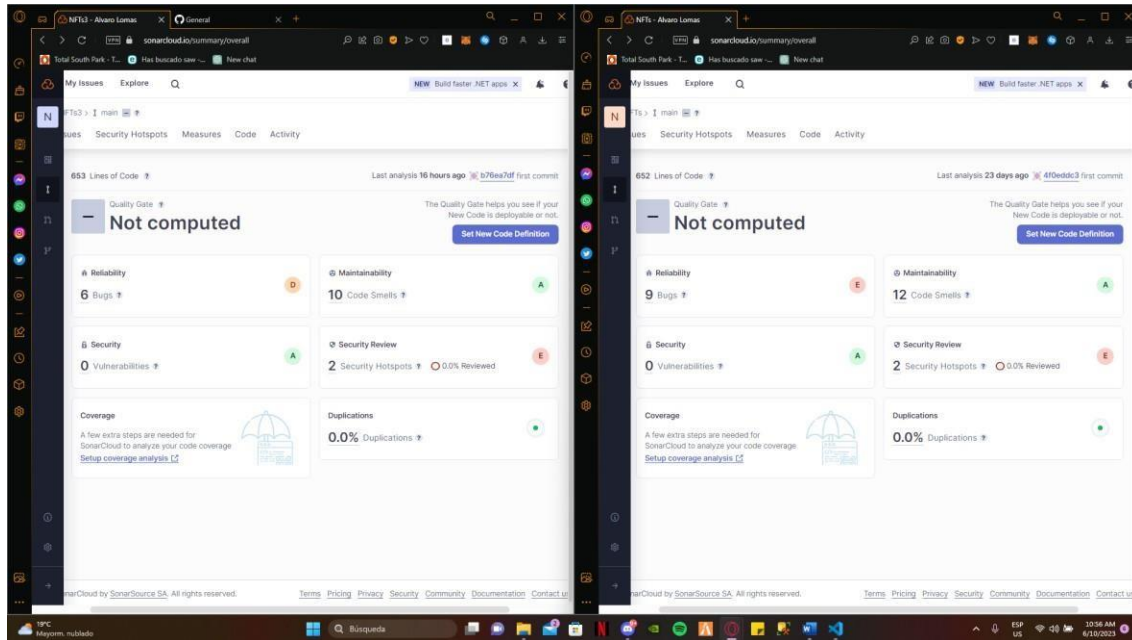 NFTs3 - Alvaro Lomas
General
sonarcloud.io/summary/overall
Total South Park - T...
Has buscado saw -...
New chat
My Issues Explore
NEW Build faster .NET apps
N
FTs3 > main
ues Security Hotspots Measures Code Activity
653 Lines of Code
Last analysis 16 hours ago b76ea7df first commit
Quality Gate
Not computed
The Quality Gate helps you see if your
New Code is deployable or not.
Set New Code Definition
Reliability
6 Bugs
D
Maintainability
10 Code Smells
A
Security
0 Vulnerabilities
A
Security Review
2 Security Hotspots 0.0% Reviewed
E
Coverage
A few extra steps are needed for
SonarCloud to analyze your code coverage
Setup coverage analysis
Duplications
0.0% Duplications
onarCloud by SonarSource SA. All rights reserved.
Terms Pricing Privacy Security Community Documentation Contact u
NFTs - Alvaro Lomas
VPN sonarcloud.io/summary/overall
Total South Park - T...
Has buscado saw -...
New chat
My Issues Explore
NEW Build faster .NET apps
N
FTs > main
ues Security Hotspots Measures Code Activity
652 Lines of Code
Last analysis 23 days ago 4f0eddc3 first commit
Quality Gate
Not computed
The Quality Gate helps you see if your
New Code is deployable or not.
Set New Code Definition
Reliability
9 Bugs
E
Maintainability
12 Code Smells
A
Security
0 Vulnerabilities
A
Security Review
2 Security Hotspots 0.0% Reviewed
E
Coverage
A few extra steps are needed for
SonarCloud to analyze your code coverage
Setup coverage analysis
Duplications
0.0% Duplications
onarCloud by SonarSource SA. All rights reserved.
Terms Pricing Privacy Security Community Documentation Contact u
19°C
Mayorm. nublado
Búsqueda
ESP
US
10:56 AM
6/10/2023